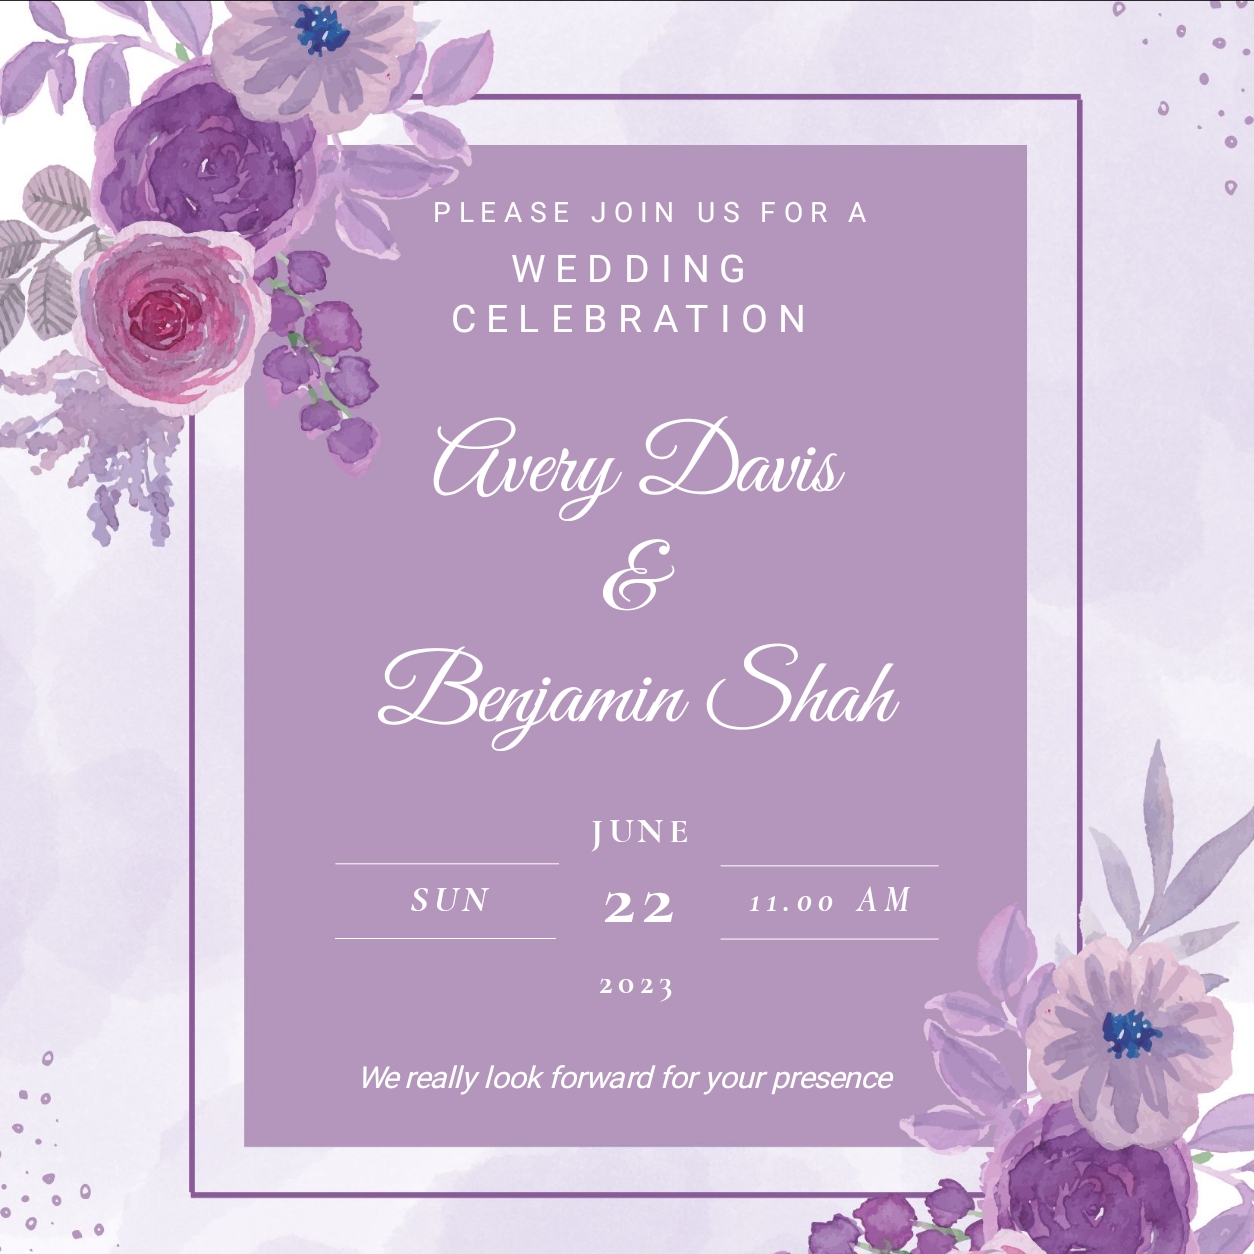 PLEASE JOIN US FOR A
WEDDING
CELEBRATION
Avery Davis
&
Benjamin Shah
JUNE
SUN 22 11.00 AM
2023
We really look forward for your presence